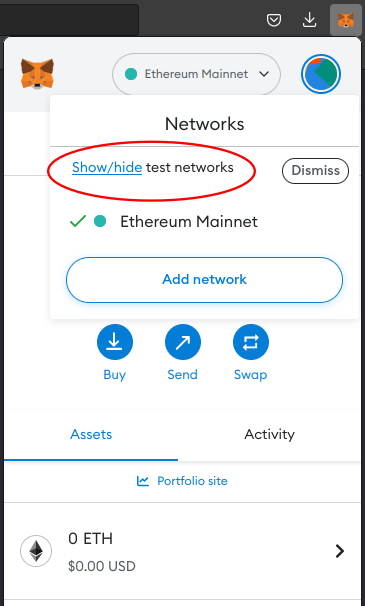 Ethereum Mainnet
Networks
Show/hide test networks
Dismiss
Ethereum Mainnet
Add network
Buy
Send
Swap
Assets
Activity
Portfolio site
0 ETH
$0.00 USD